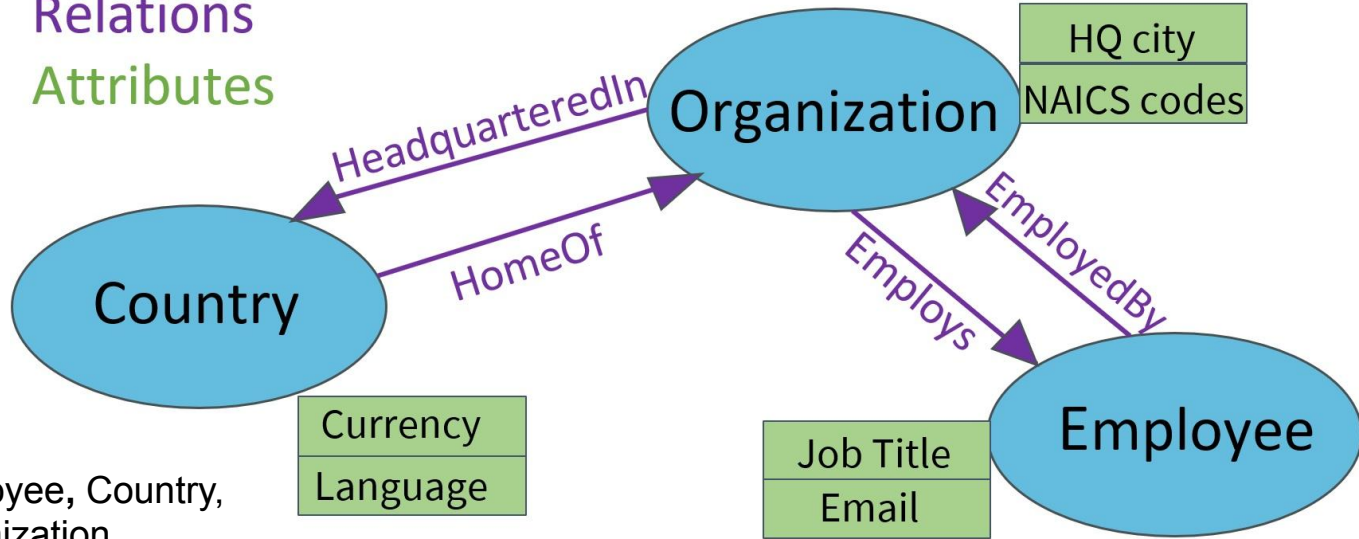 Relations
Attributes
HQ city
NAICS codes
Organization
HeadquarteredIn
HomeOf
EmployedBy
Employs
Country
Currency
Language
Job Title
Email
Employee
oyee, Country,